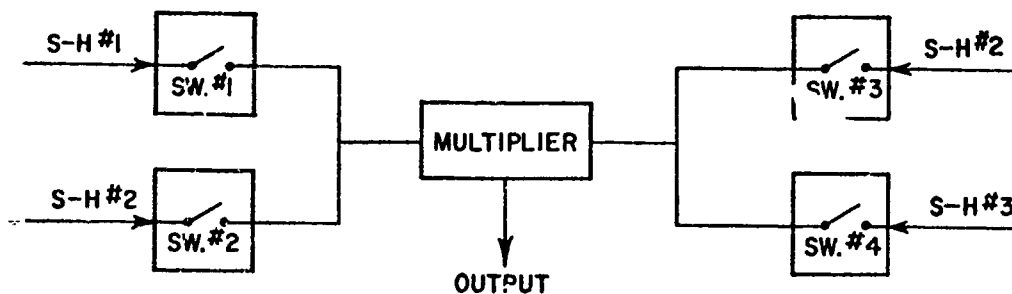 S-H #1
SW. #1
S-H #2
SW. #2
MULTIPLIER
OUTPUT
S-H #2
SW. #3
S-H #3
SW. #4